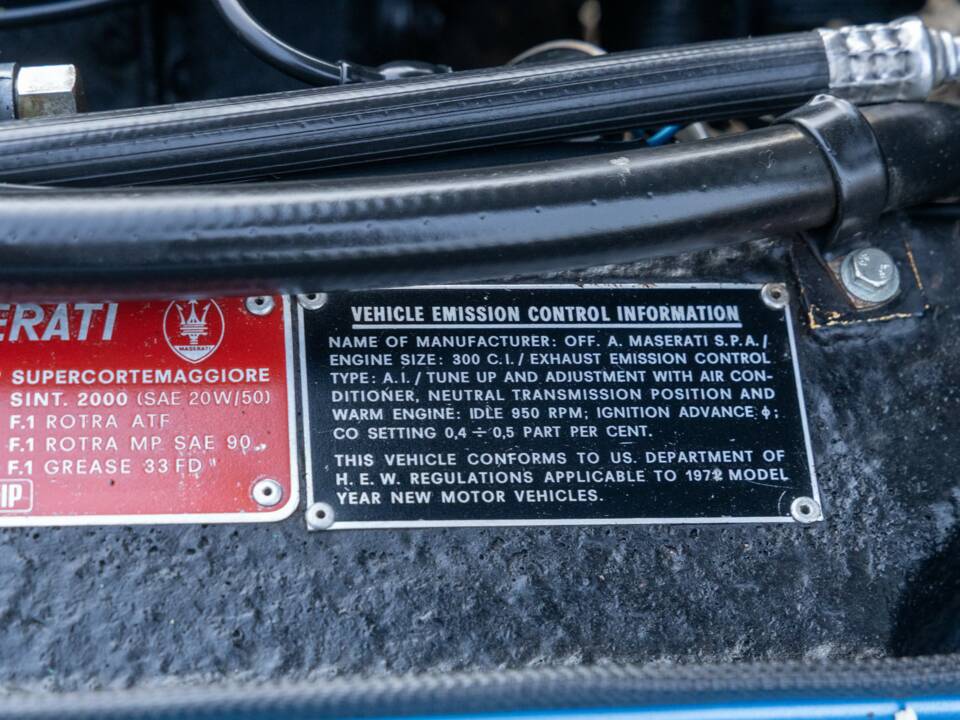 ERATI
MASERATI
SUPERCORTEMAGGIORE
SINT. 2000 (SAE 20W/50)
F.1 ROTRA ATF
F.1 ROTRA MP SAE 90
F.1 GREASE 33 FD
IP
VEHICLE EMISSION CONTROL INFORMATION
NAME OF MANUFACTURER: OFF. A. MASERATI S.P.A./
ENGINE SIZE: 300 C.I./ EXHAUST EMISSION CONTROL
TYPE: A.I./ TUNE UP AND ADJUSTMENT WITH AIR CON-
DITIONER, NEUTRAL TRANSMISSION POSITION AND
WARM ENGINE: IDLE 950 RPM; IGNITION ADVANCE ϕ;
CO SETTING 0,4 ÷ 0,5 PART PER CENT.
THIS VEHICLE CONFORMS TO US. DEPARTMENT OF
H. E. W. REGULATIONS APPLICABLE TO 1972 MODEL
YEAR NEW MOTOR VEHICLES.